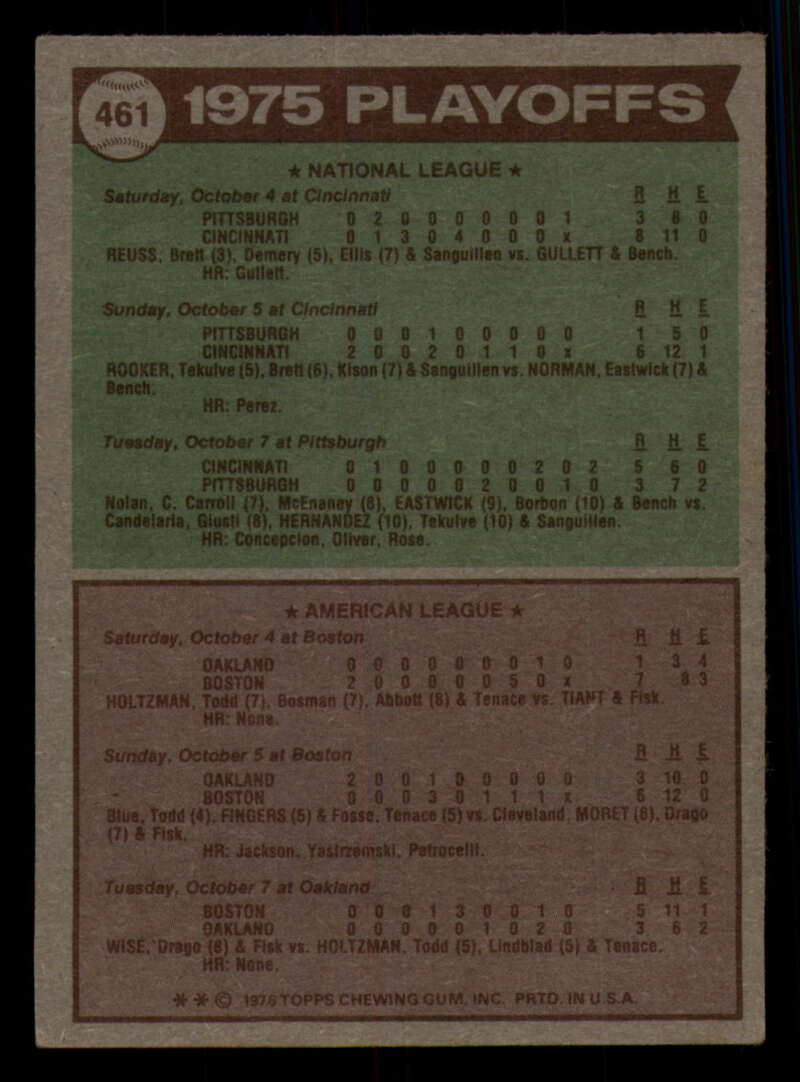 461 1975 PLAYOFFS
★ NATIONAL LEAGUE ★
Saturday, October 4 at Cincinnati R H E
PITTSBURGH 0 2 0 0 0 0 0 0 1 3 8 0
CINCINNATI 0 1 3 0 4 0 0 0 x 8 11 0
REUSS, Brett (3), Demery (5), Ellis (7) & Sanguillen vs. GULLETT & Bench.
HR: Gullett.
Sunday, October 5 at Cincinnati R H E
PITTSBURGH 0 0 0 1 0 0 0 0 0 1 5 0
CINCINNATI 2 0 0 2 0 1 1 0 x 6 12 1
ROOKER, Tekulve (5), Brett (6), Kison (7) & Sanguillen vs. NORMAN, Eastwick (7) &
Bench.
HR: Perez.
Tuesday, October 7 at Pittsburgh R H E
CINCINNATI 0 1 0 0 0 0 0 2 0 2 5 6 0
PITTSBURGH 0 0 0 0 0 2 0 0 1 0 3 7 2
Nolan, C. Carroll (7), McEnaney (8), EASTWICK (9), Borbon (10) & Bench vs.
Candelaria, Giusti (8), HERNANDEZ (10), Tekulve (10) & Sanguillen.
HR: Concepcion, Oliver, Rose.
★ AMERICAN LEAGUE ★
Saturday, October 4 at Boston R H E
OAKLAND 0 0 0 0 0 0 0 1 0 1 3 4
BOSTON 2 0 0 0 0 0 5 0 x 7 8 3
HOLTZMAN, Todd (7), Bosman (7), Abbott (8) & Tenace vs. TIANT & Fisk.
HR: None.
Sunday, October 5 at Boston R H E
OAKLAND 2 0 0 1 0 0 0 0 0 3 10 0
BOSTON 0 0 0 3 0 1 1 1 x 6 12 0
Blue, Todd (4), FINGERS (5) & Fosse, Tenace (5) vs. Cleveland, MORET (6), Drago
(7) & Fisk.
HR: Jackson, Yastrzemski, Petrocelli.
Tuesday, October 7 at Oakland R H E
BOSTON 0 0 0 1 3 0 0 1 0 5 11 1
OAKLAND 0 0 0 0 0 1 0 2 0 3 6 2
WISE, Drago (8) & Fisk vs. HOLTZMAN, Todd (5), Lindblad (5) & Tenace.
HR: None.
✻ ✻ © 1976 TOPPS CHEWING GUM, INC. PRTD. IN U.S.A.